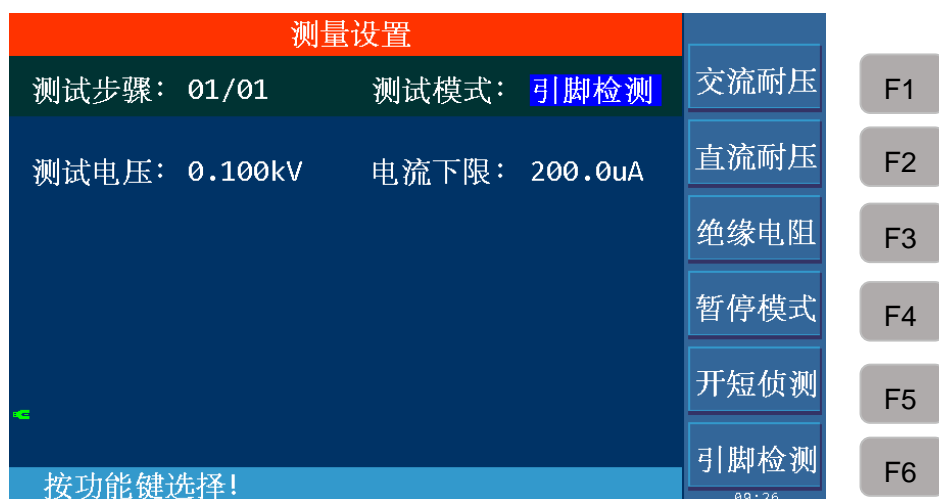 测量设置
测试步骤： 01/01 测试模式： 引脚检测
测试电压： 0.100kV 电流下限： 200.0uA
按功能键选择!
交流耐压
直流耐压
绝缘电阻
暂停模式
开短侦测
引脚检测
09:26
F1
F2
F3
F4
F5
F6